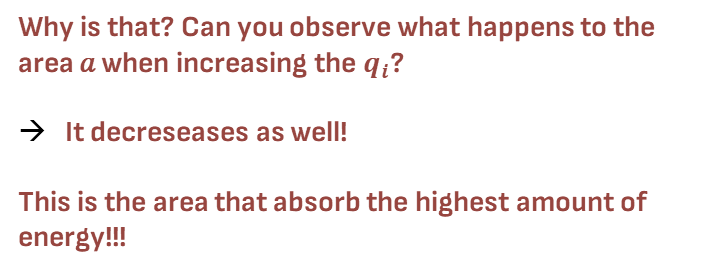 Why is that? Can you observe what happens to the
area a when increasing the qᵢ?
→ It decreseases as well!
This is the area that absorb the highest amount of
energy!!!